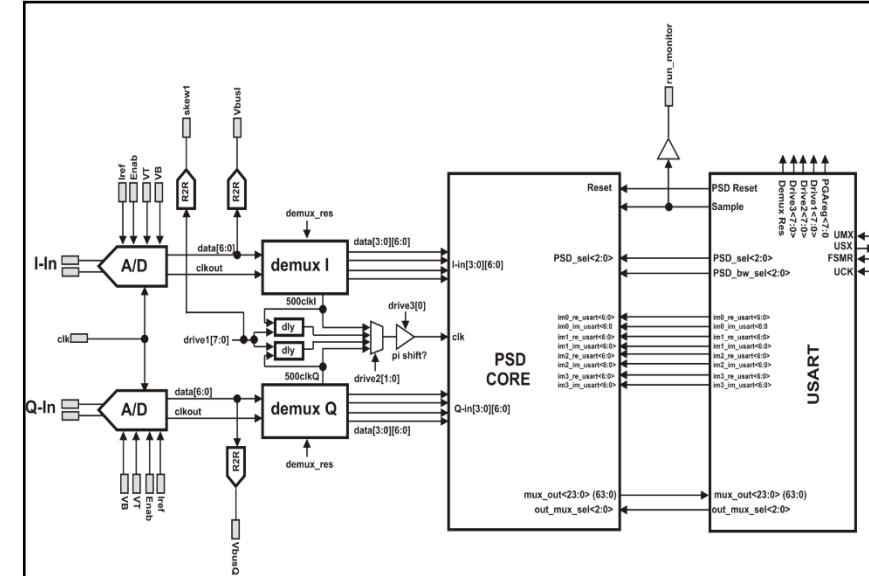 run_monitor
skew1
VbusI
Iref
Enab
VT
VB
R2R
R2R
demux_res
I-In
A/D
data[6:0]
clkout
demux I
data[3:0][6:0]
I-in[3:0][6:0]
500clkI
clk
drive1[7:0]
dly
dly
drive3[0]
pi shift?
drive2[1:0]
500clkQ
clk
Q-In
A/D
data[6:0]
clkout
demux Q
Q-in[3:0][6:0]
data[3:0][6:0]
demux_res
R2R
VB
VT
Enab
Iref
VbusQ
PSD
CORE
Reset
PSD_sel<2:0>
im0_re_usart<6:0>
im0_im_usart<6:0
im1_re_usart<6:0>
im1_im_usart<6:0>
im2_re_usart<6:0>
im2_im_usart<6:0>
im3_re_usart<6:0>
im3_im_usart<6:0>
mux_out<23:0> (63:0)
out_mux_sel<2:0>
PSD Reset
Sample
PSD_sel<2:0>
PSD_bw_sel<2:0>
im0_re_usart<6:0>
im0_im_usart<6:0
im1_re_usart<6:0>
im1_im_usart<6:0>
im2_re_usart<6:0>
im2_im_usart<6:0>
im3_re_usart<6:0>
im3_im_usart<6:0>
mux_out<23:0> (63:0)
out_mux_sel<2:0>
USART
Demux Res
Drive3<7:0>
Drive2<7:0>
Drive1<7:0>
PGAreg<7:0
UMX
USX
FSMR
UCK